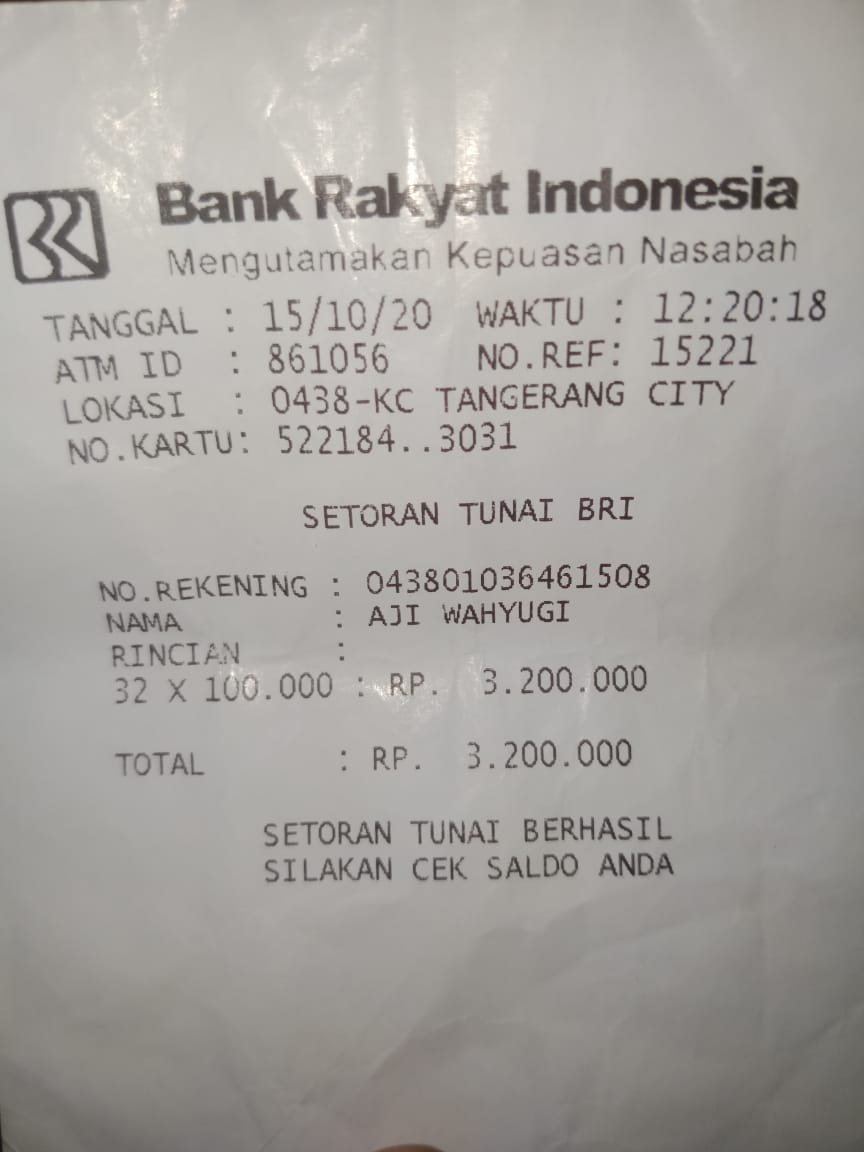 BRI Bank Rakyat Indonesia
Mengutamakan Kepuasan Nasabah
TANGGAL : 15/10/20 WAKTU : 12:20:18
ATM ID : 861056 NO.REF: 15221
LOKASI : 0438-KC TANGERANG CITY
NO.KARTU: 522184..3031
SETORAN TUNAI BRI
NO.REKENING : 043801036461508
NAMA : AJI WAHYUGI
RINCIAN :
32 X 100.000 : RP. 3.200.000
TOTAL : RP. 3.200.000
SETORAN TUNAI BERHASIL
SILAKAN CEK SALDO ANDA